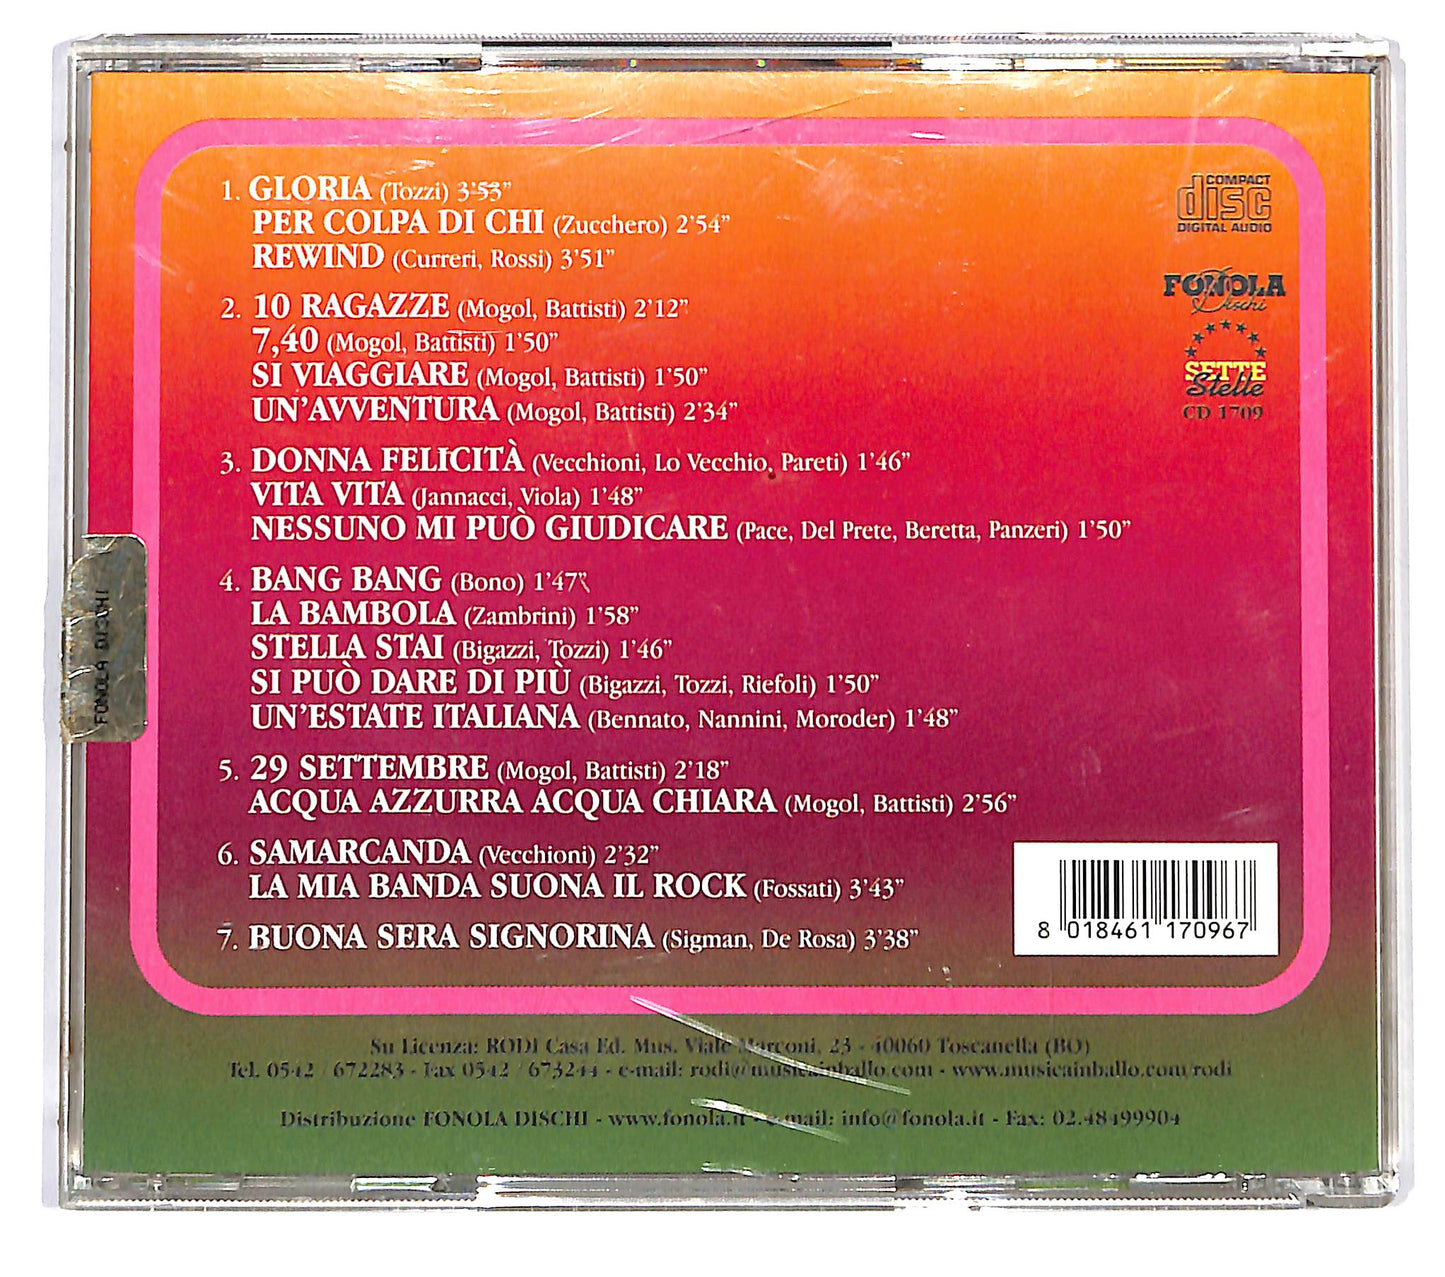 1. GLORIA (Tozzi) 3'53"
PER COLPA DI CHI (Zucchero) 2'54"
REWIND (Curreri, Rossi) 3'51"
2. 10 RAGAZZE (Mogol, Battisti) 2'12"
7,40 (Mogol, Battisti) 1'50"
SI VIAGGIARE (Mogol, Battisti) 1'50"
UN'AVVENTURA (Mogol, Battisti) 2'34"
3. DONNA FELICITÀ (Vecchioni, Lo Vecchio, Pareti) 1'46"
VITA VITA (Jannacci, Viola) 1'48"
NESSUNO MI PUÒ GIUDICARE (Pace, Del Prete, Beretta, Panzeri) 1'50"
4. BANG BANG (Bono) 1'47"
LA BAMBOLA (Zambrini) 1'58"
STELLA STAI (Bigazzi, Tozzi) 1'46"
SI PUÒ DARE DI PIÙ (Bigazzi, Tozzi, Riefoli) 1'50"
UN'ESTATE ITALIANA (Bennato, Nannini, Moroder) 1'48"
5. 29 SETTEMBRE (Mogol, Battisti) 2'18"
ACQUA AZZURRA ACQUA CHIARA (Mogol, Battisti) 2'56"
6. SAMARCANDA (Vecchioni) 2'32"
LA MIA BANDA SUONA IL ROCK (Fossati) 3'43"
7. BUONA SERA SIGNORINA (Sigman, De Rosa) 3'38"
COMPACT
disc
DIGITAL AUDIO
FONOLA
Dischi
SETTE
Stelle
CD 1709
FONOLA DISCHI
8 018461 170967
Su Licenza: RODI Casa Ed. Mus. Viale Marconi, 23 - 40060 Toscanella (BO)
Tel. 0542 / 672283 - Fax 0542 / 673244 - e-mail: rodi@musicainballo.com - www.musicainballo.com/rodi
Distribuzione FONOLA DISCHI - www.fonola.it - e-mail: info@fonola.it - Fax: 02.48499904